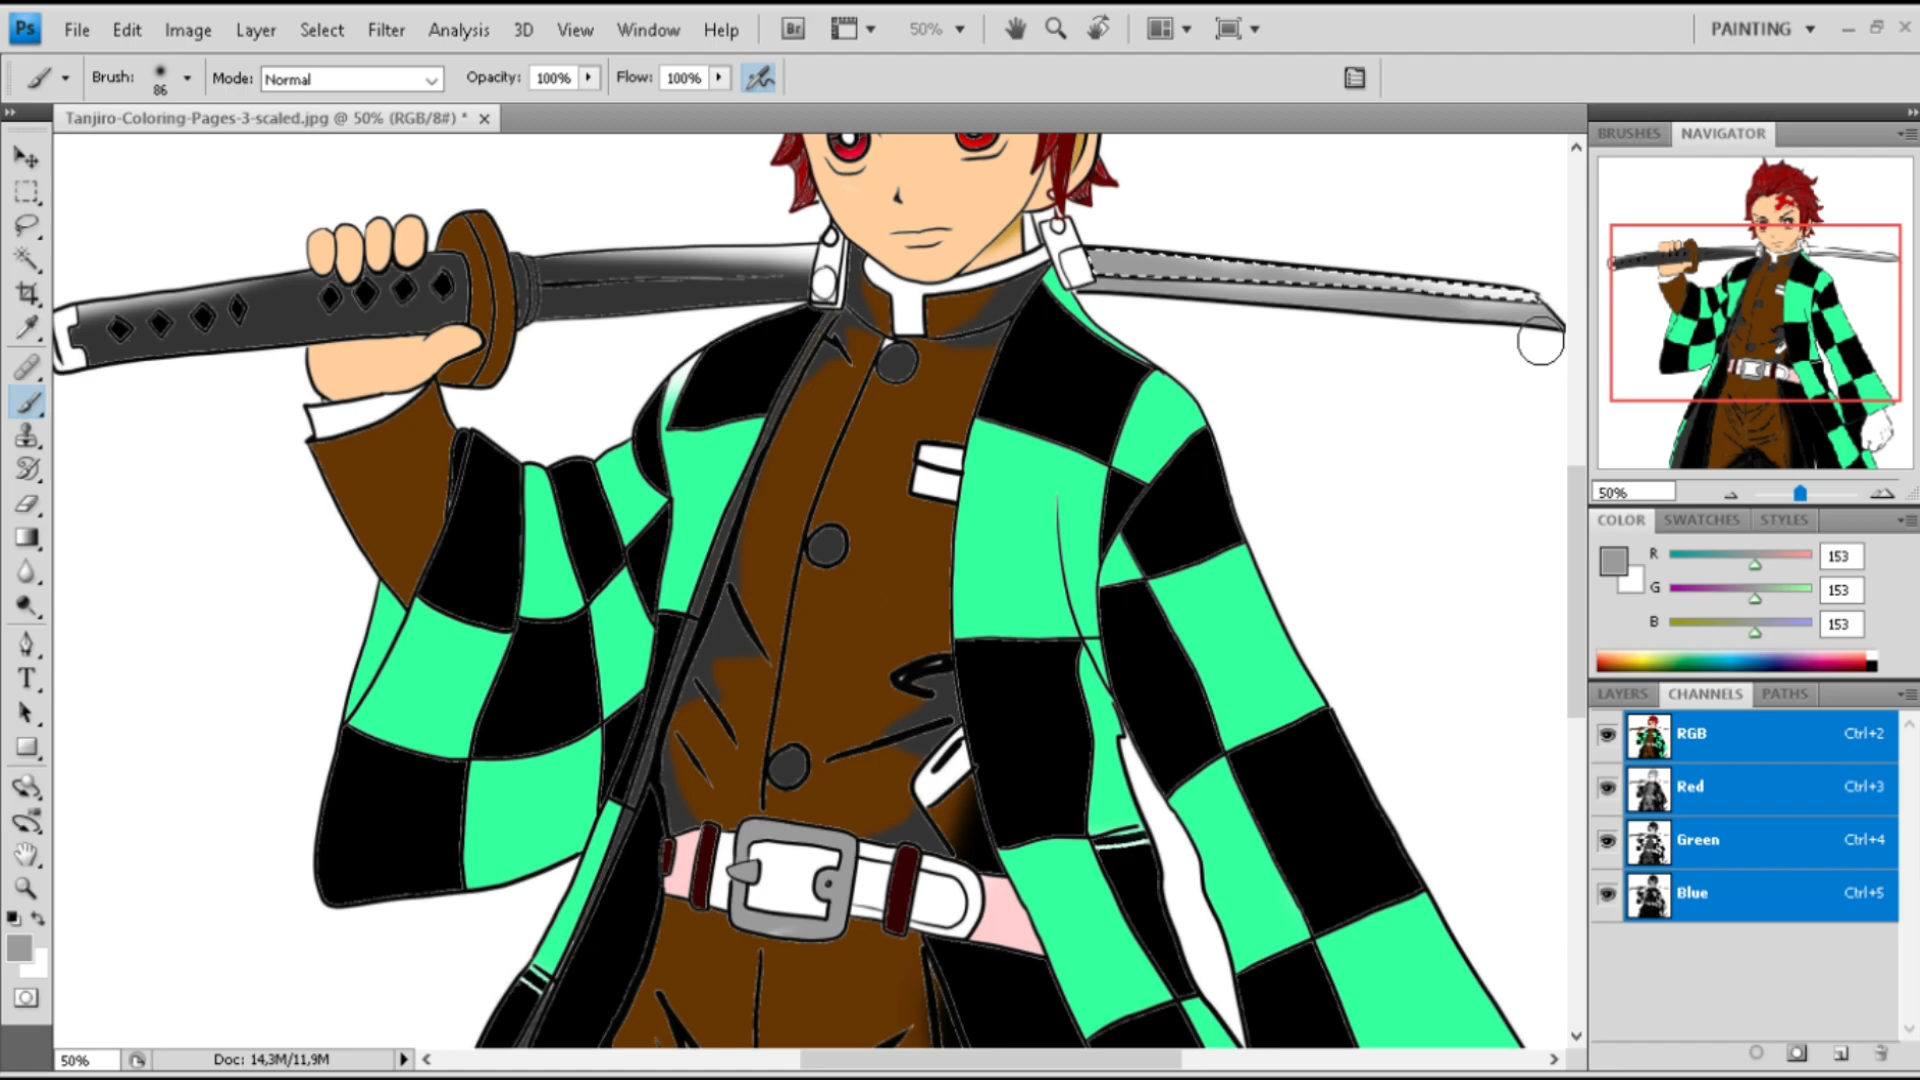 Ps File Edit Image Layer Select Filter Analysis 3D View Window Help Br 50% PAINTING
Brush: 86 Mode: Normal Opacity: 100% Flow: 100%
Tanjiro-Coloring-Pages-3-scaled.jpg @ 50% (RGB/8#) *
BRUSHES NAVIGATOR
50%
COLOR SWATCHES STYLES
R 153
G 153
B 153
LAYERS CHANNELS PATHS
RGB Ctrl+2
Red Ctrl+3
Green Ctrl+4
Blue Ctrl+5
T
50% Doc: 14,3M/11,9M